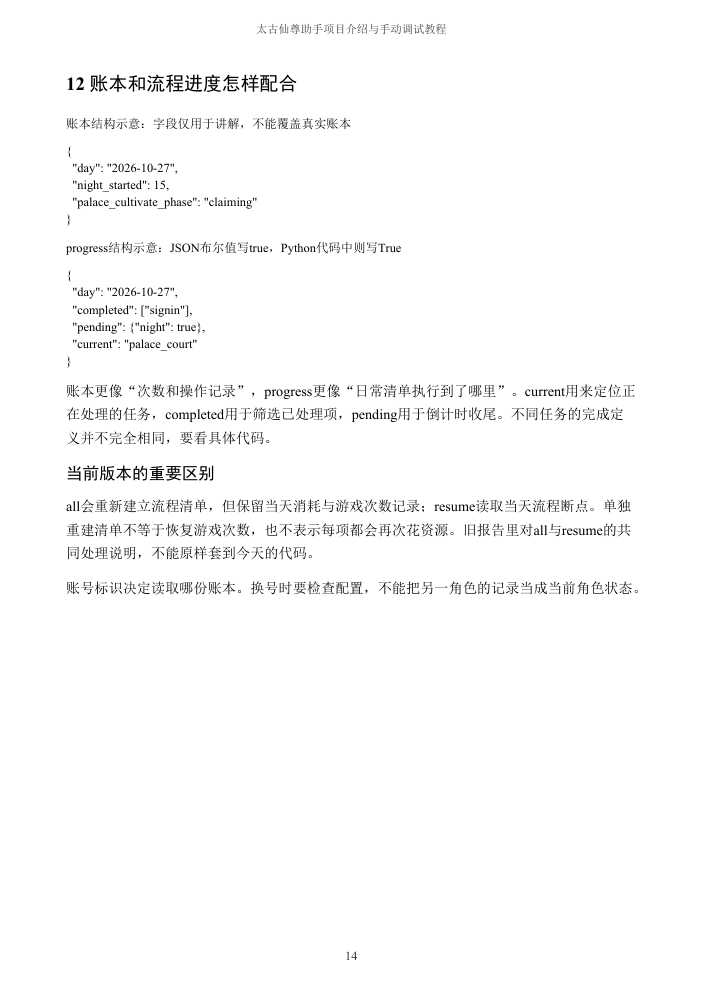 太古仙尊助手项目介绍与手动调试教程
12 账本和流程进度怎样配合
账本结构示意：字段仅用于讲解，不能覆盖真实账本
{
"day": "2026-10-27",
"night_started": 15,
"palace_cultivate_phase": "claiming"
}
progress结构示意：JSON布尔值写true，Python代码中则写True
{
"day": "2026-10-27",
"completed": ["signin"],
"pending": {"night": true},
"current": "palace_court"
}
账本更像“次数和操作记录”，progress更像“日常清单执行到了哪里”。current用来定位正
在处理的任务，completed用于筛选已处理项，pending用于倒计时收尾。不同任务的完成定
义并不完全相同，要看具体代码。
当前版本的重要区别
all会重新建立流程清单，但保留当天消耗与游戏次数记录；resume读取当天流程断点。单独
重建清单不等于恢复游戏次数，也不表示每项都会再次花资源。旧报告里对all与resume的共
同处理说明，不能原样套到今天的代码。
账号标识决定读取哪份账本。换号时要检查配置，不能把另一角色的记录当成当前角色状态。
14